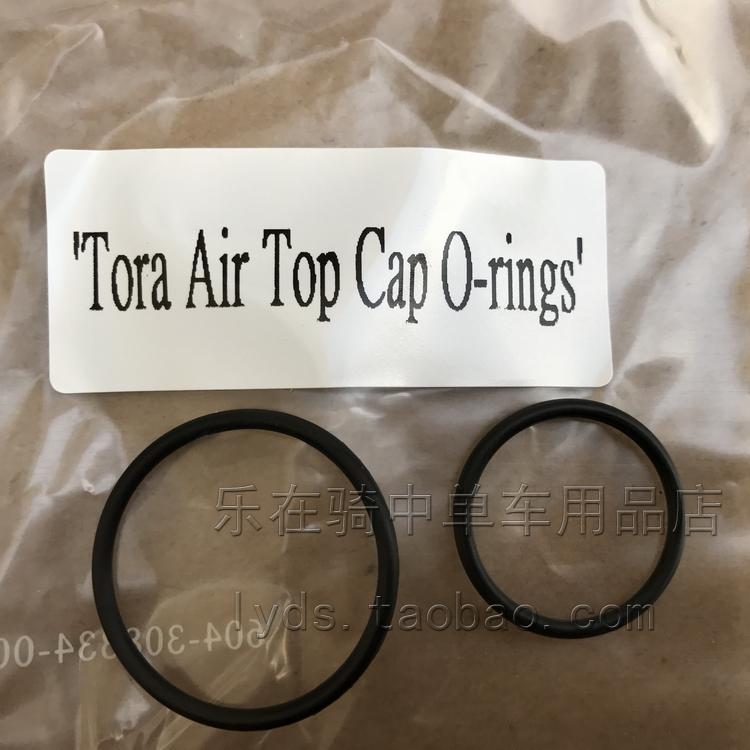 'Tora Air Top Cap O-rings'
乐在骑中单车用品店
lyds.taobao.com